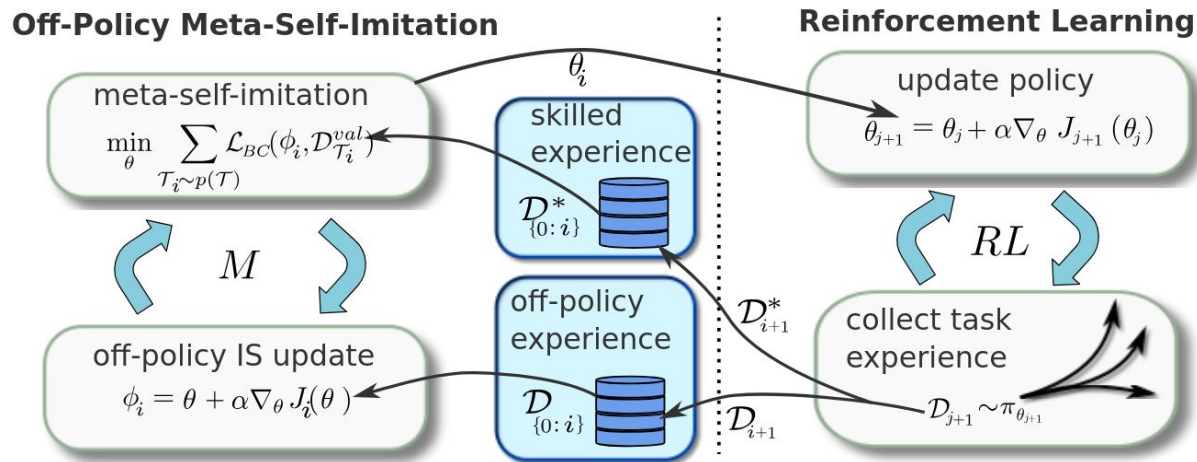 Off-Policy Meta-Self-Imitation
Reinforcement Learning
meta-self-imitation
min_θ ∑_{𝒯_i∼p(𝒯)} ℒ_{BC}(ϕ_i, 𝒟^{val}_{𝒯_i})
θ_i
skilled
experience
𝒟^*_{{0:i}}
update policy
θ_{j+1} = θ_j + α∇_θ J_{j+1} (θ_j)
M
RL
off-policy IS update
ϕ_i = θ + α∇_θ J_i(θ)
off-policy
experience
𝒟_{{0:i}}
𝒟^*_{i+1}
𝒟_{i+1}
collect task
experience
𝒟_{j+1} ∼ π_{θ_{j+1}}